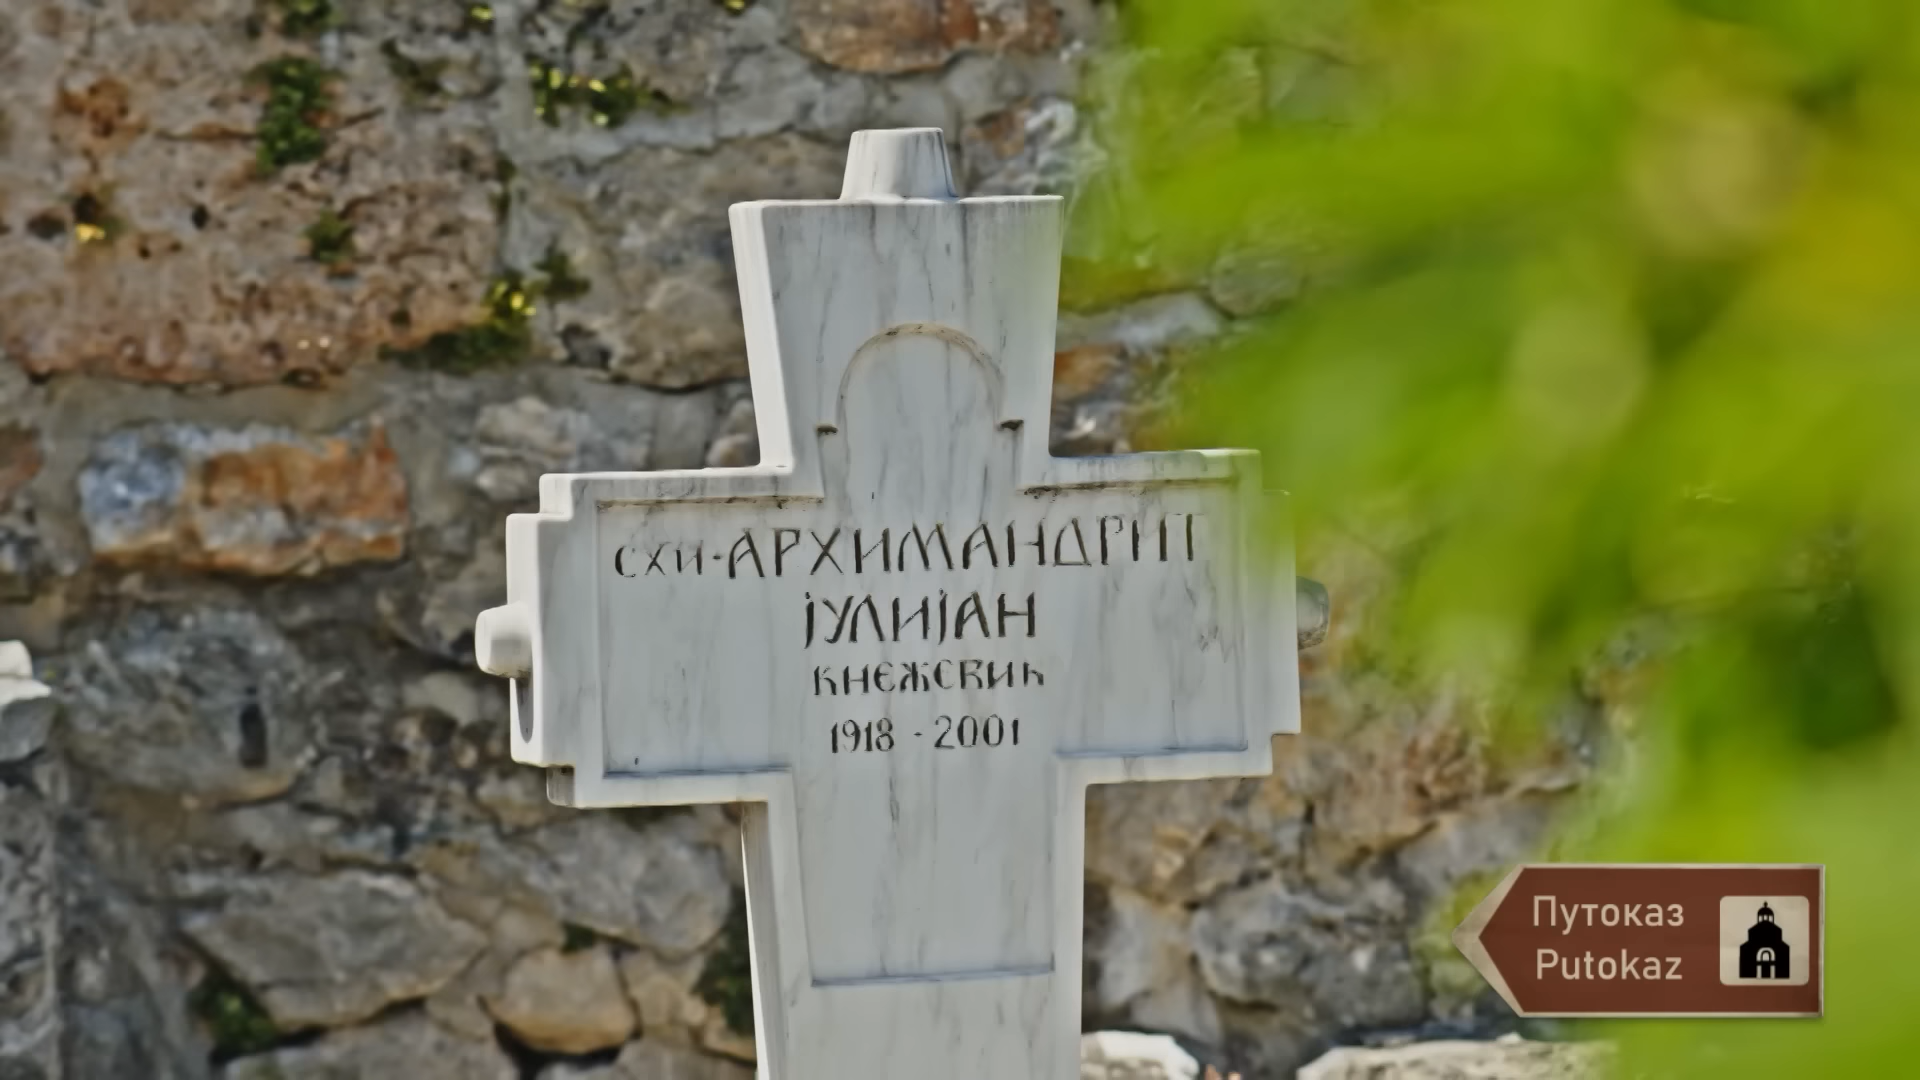 схи-АРХИМАНДРИТ
ЈУЛИЈАН
КНЕЖЕВИЋ
1918 - 2001
Путоказ
Putokaz